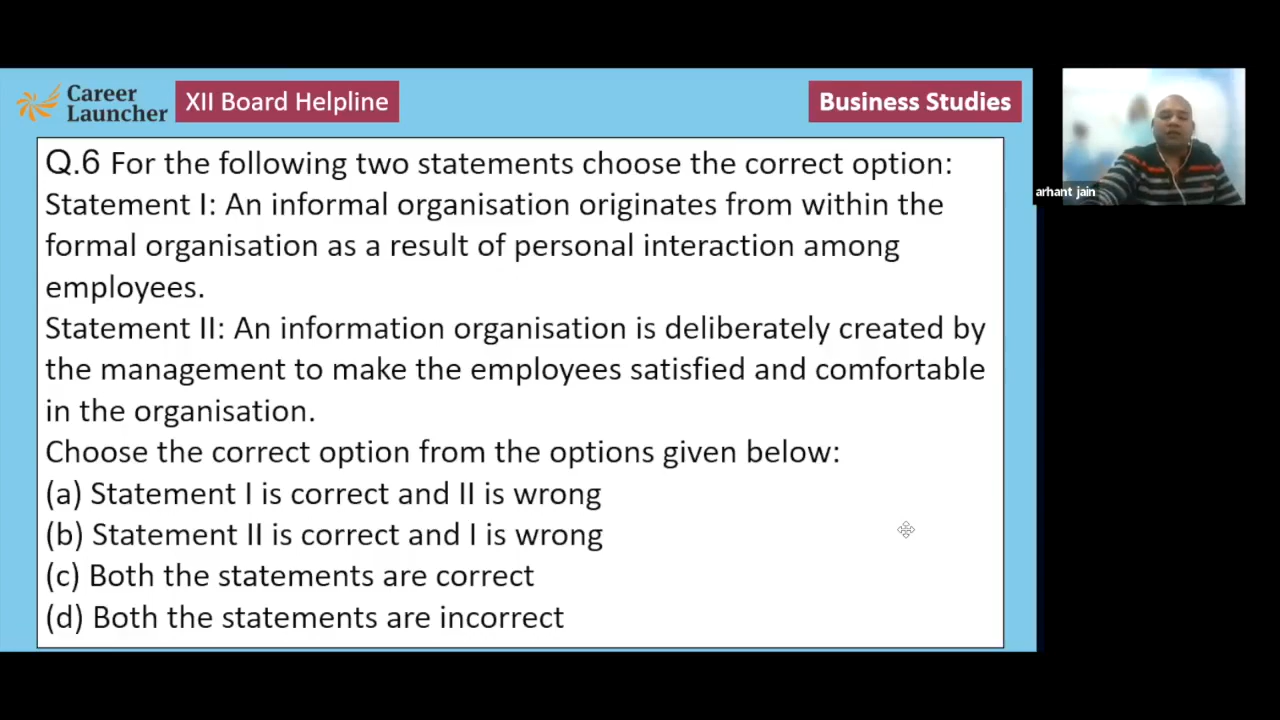 Career
Launcher
XII Board Helpline
Business Studies
Q.6 For the following two statements choose the correct option:
Statement I: An informal organisation originates from within the
formal organisation as a result of personal interaction among
employees.
Statement II: An information organisation is deliberately created by
the management to make the employees satisfied and comfortable
in the organisation.
Choose the correct option from the options given below:
(a) Statement I is correct and II is wrong
(b) Statement II is correct and I is wrong
(c) Both the statements are correct
(d) Both the statements are incorrect
arhant jain